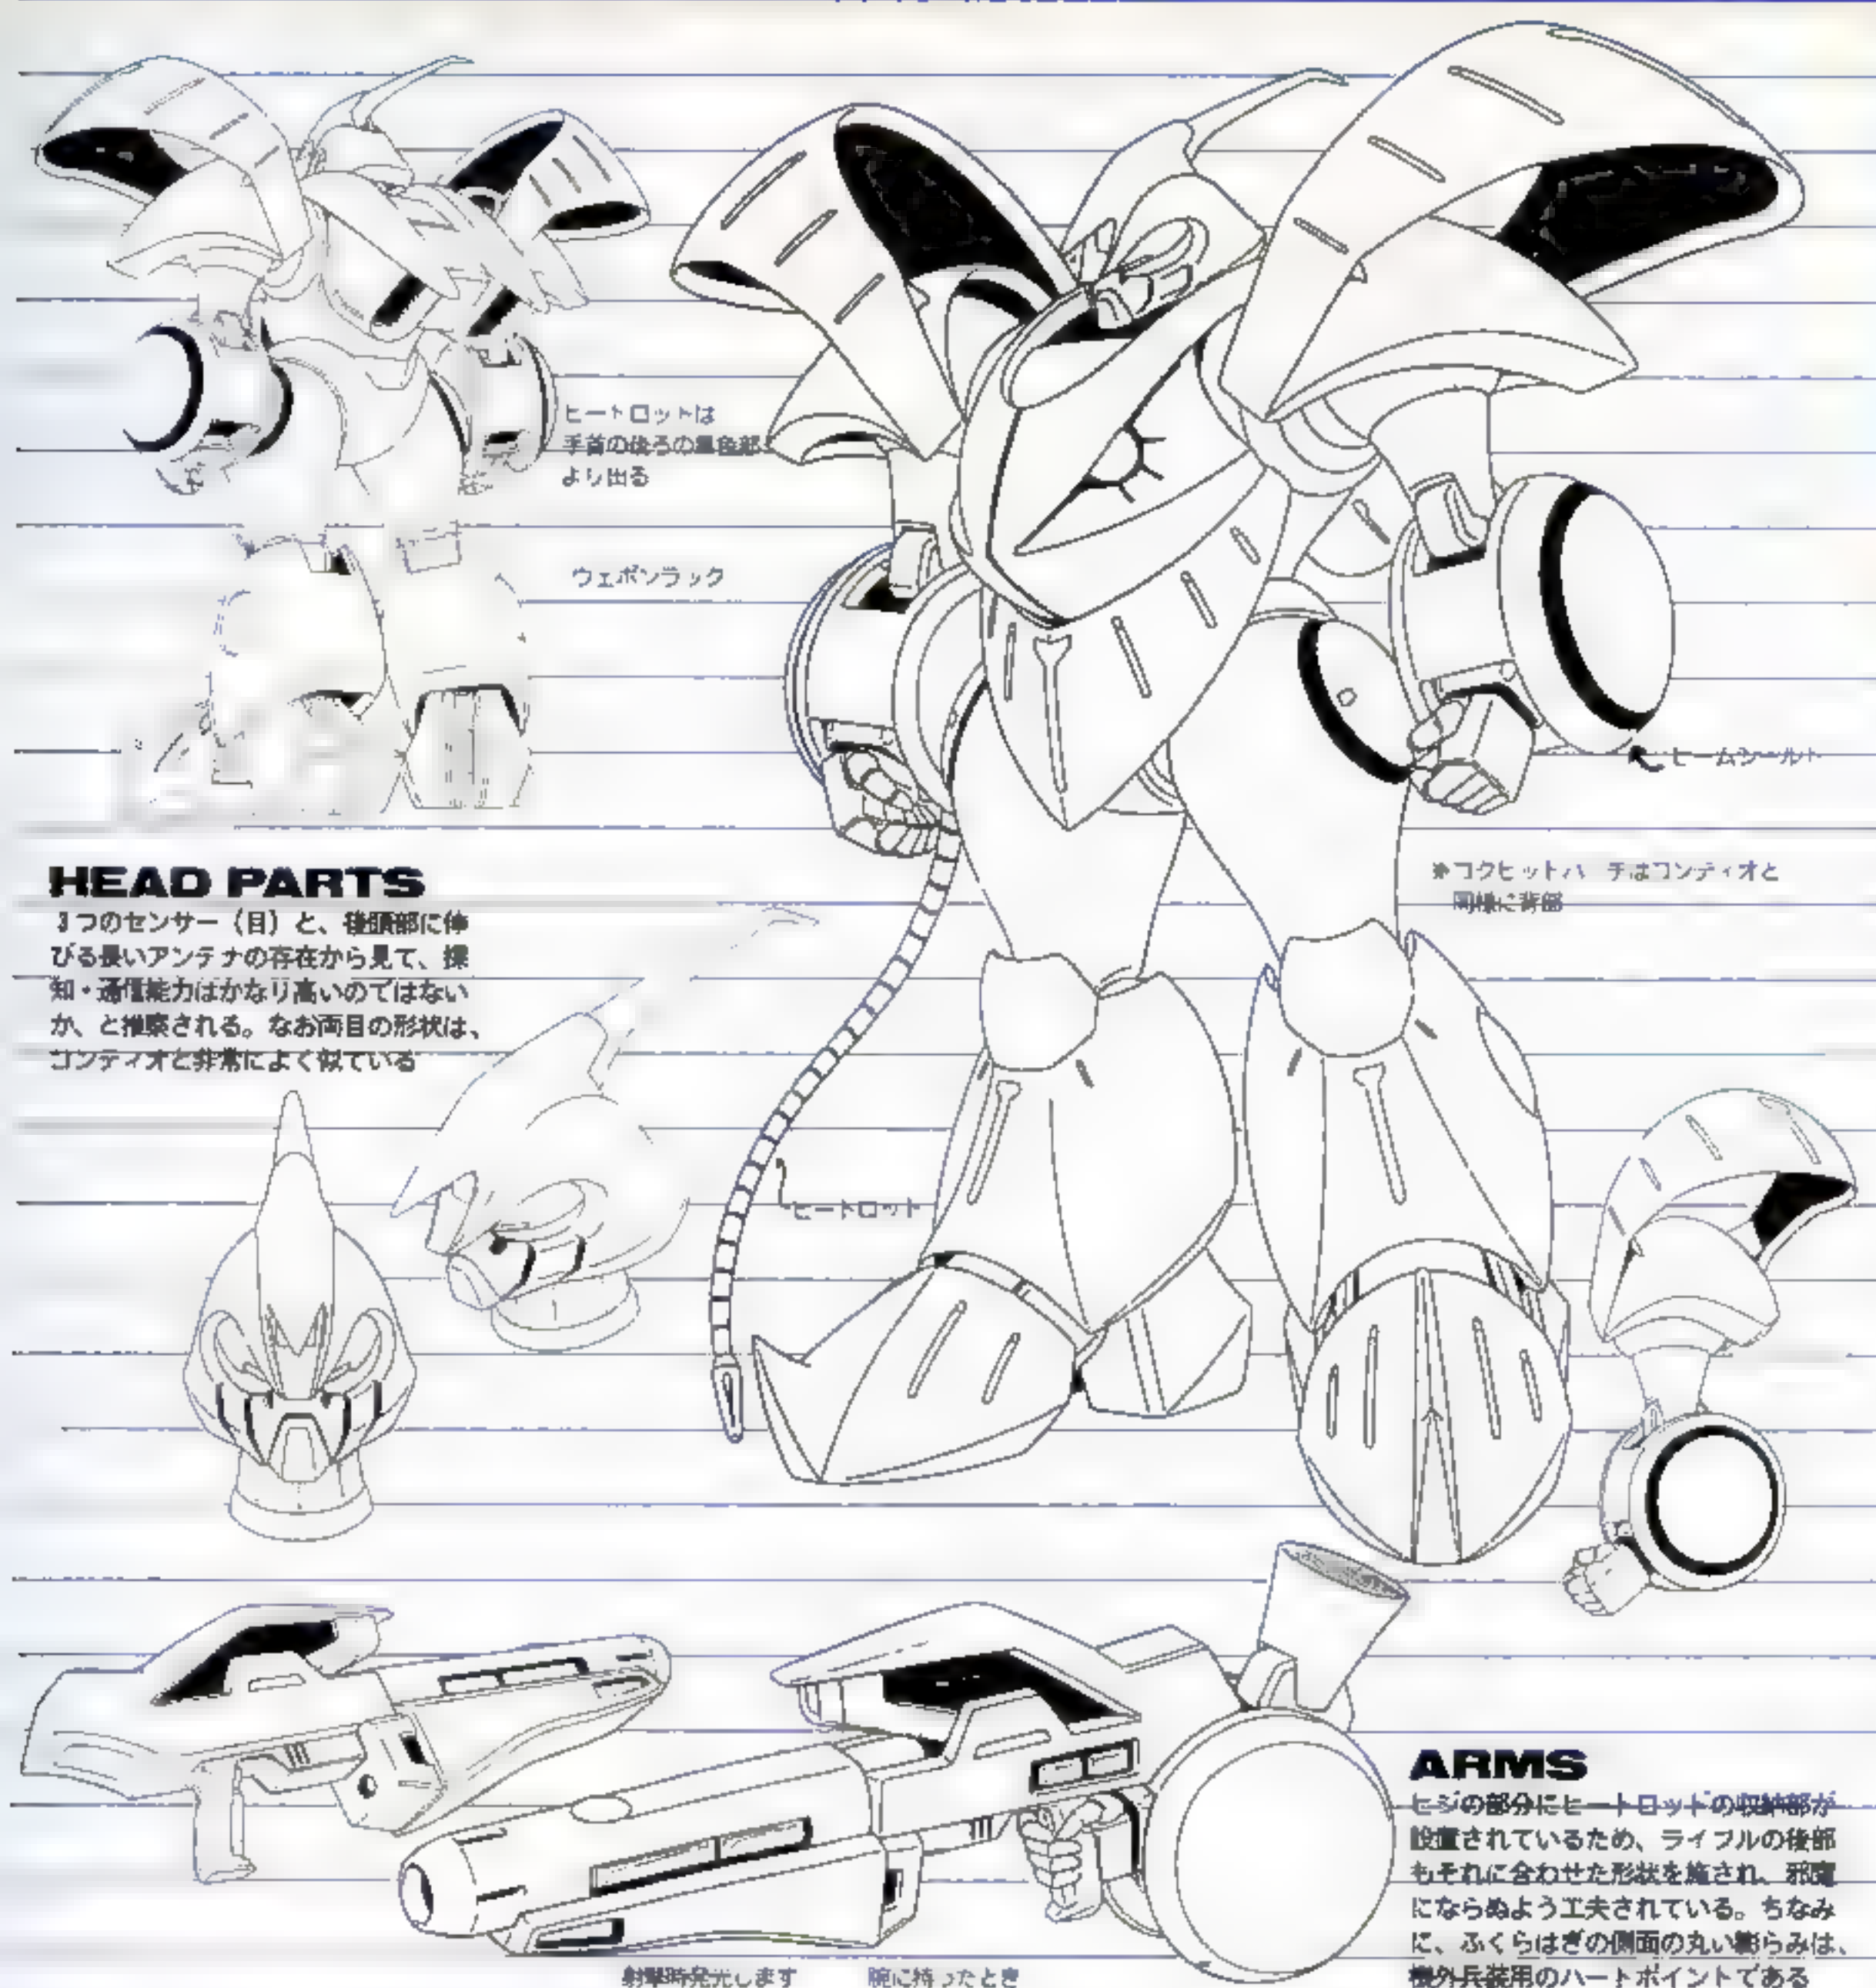 ヒートロットは
手首の後ろの黒色部
より出る
ウェポンラック
ビームシールド
※コクピットハッチはコンティオと
同様に背部
HEAD PARTS
3つのセンサー(目)と、後頭部に伸
びる長いアンテナの存在から見て、探
知・通信能力はかなり高いのではない
か、と推察される。なお両目の形状は、
コンティオと非常によく似ている
ヒートロット
ARMS
ヒジの部分にヒートロッドの収納部が
設置されているため、ライフルの後部
もそれに合わせた形状を施され、邪魔
にならぬよう工夫されている。ちなみ
に、ふくらはぎの側面の丸い膨らみは、
機外兵装用のハードポイントである
射撃時発光します
腕に持ったとき